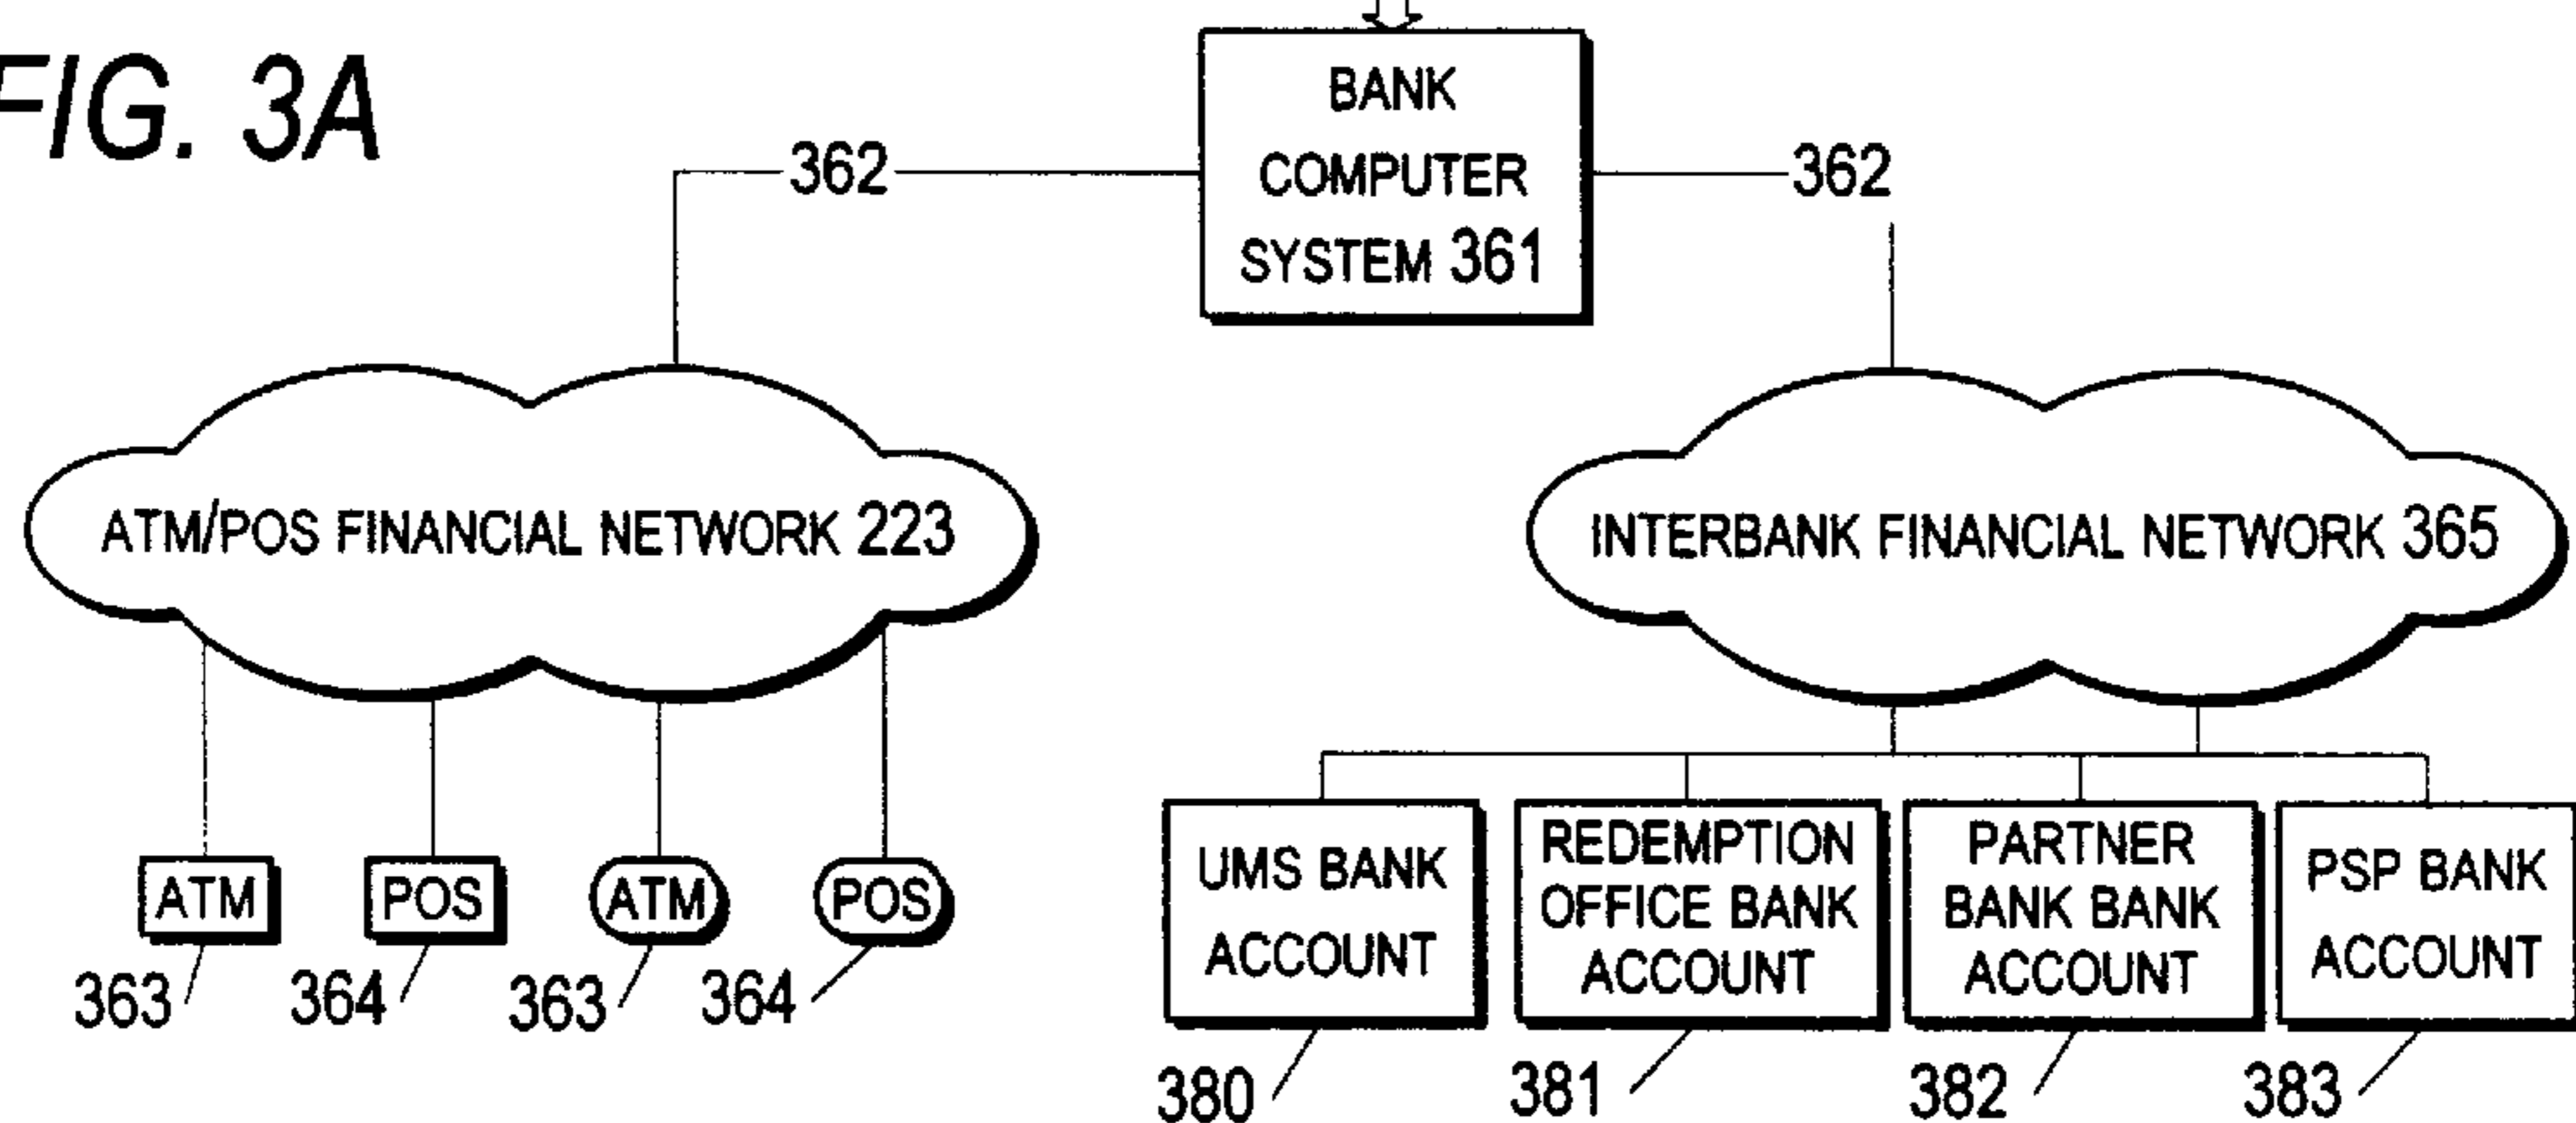 FIG. 3A
BANK
COMPUTER
SYSTEM 361
362
362
ATM/POS FINANCIAL NETWORK 223
INTERBANK FINANCIAL NETWORK 365
ATM
POS
ATM
POS
363
364
363
364
UMS BANK
ACCOUNT
REDEMPTION
OFFICE BANK
ACCOUNT
PARTNER
BANK BANK
ACCOUNT
PSP BANK
ACCOUNT
380
381
382
383